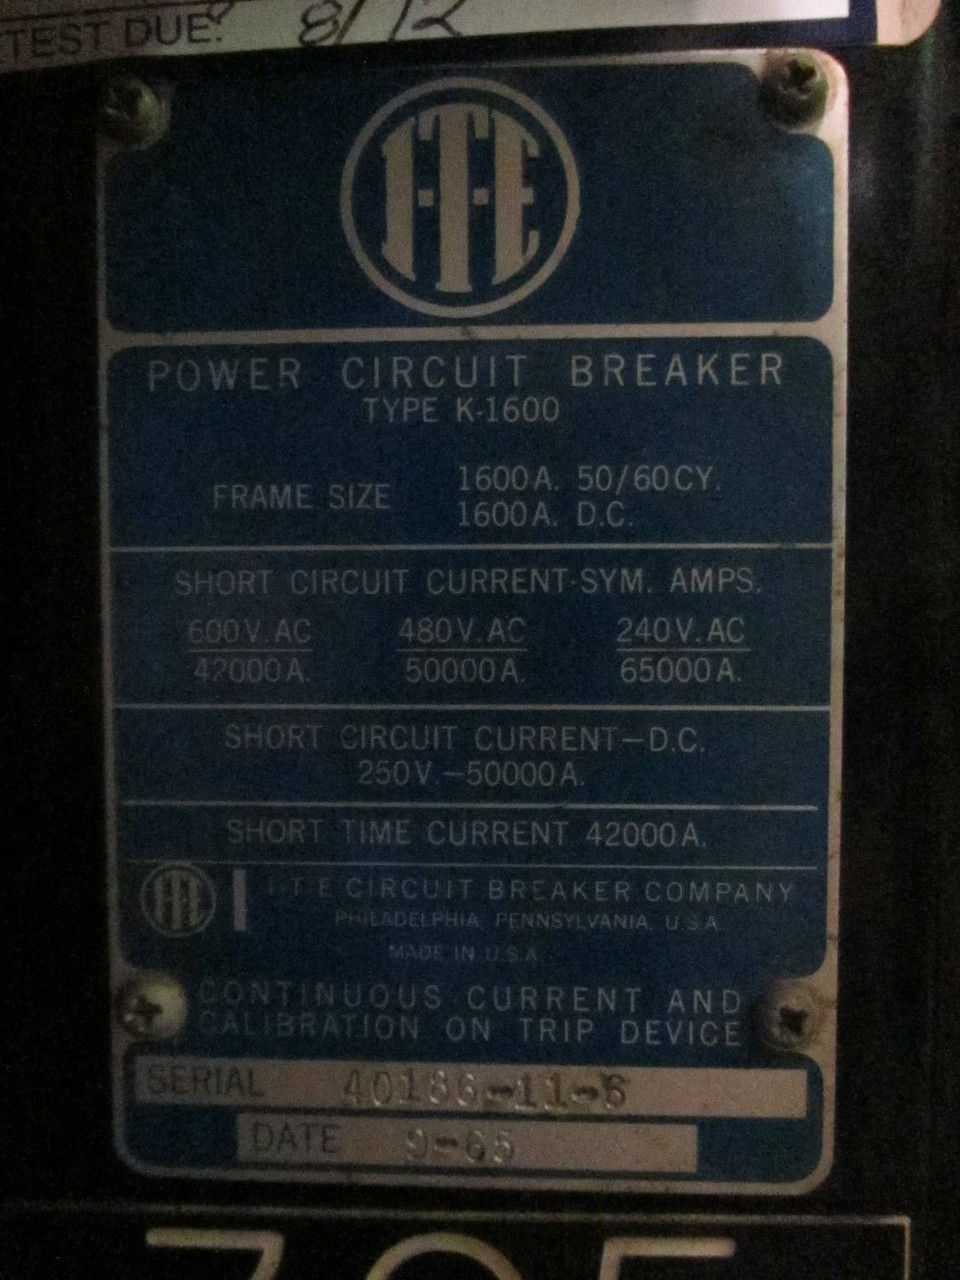 TEST DUE: 8/12
I-T-E
POWER CIRCUIT BREAKER
TYPE K-1600
FRAME SIZE 1600A. 50/60CY.
1600A. D.C.
SHORT CIRCUIT CURRENT-SYM. AMPS.
600V. AC 480V. AC 240V. AC
42000A. 50000A. 65000A.
SHORT CIRCUIT CURRENT—D.C.
250V.—50000A.
SHORT TIME CURRENT 42000A.
I-T-E I-T-E CIRCUIT BREAKER COMPANY
PHILADELPHIA, PENNSYLVANIA, U.S.A.
MADE IN U.S.A.
CONTINUOUS CURRENT AND
CALIBRATION ON TRIP DEVICE
SERIAL
DATE 9-65